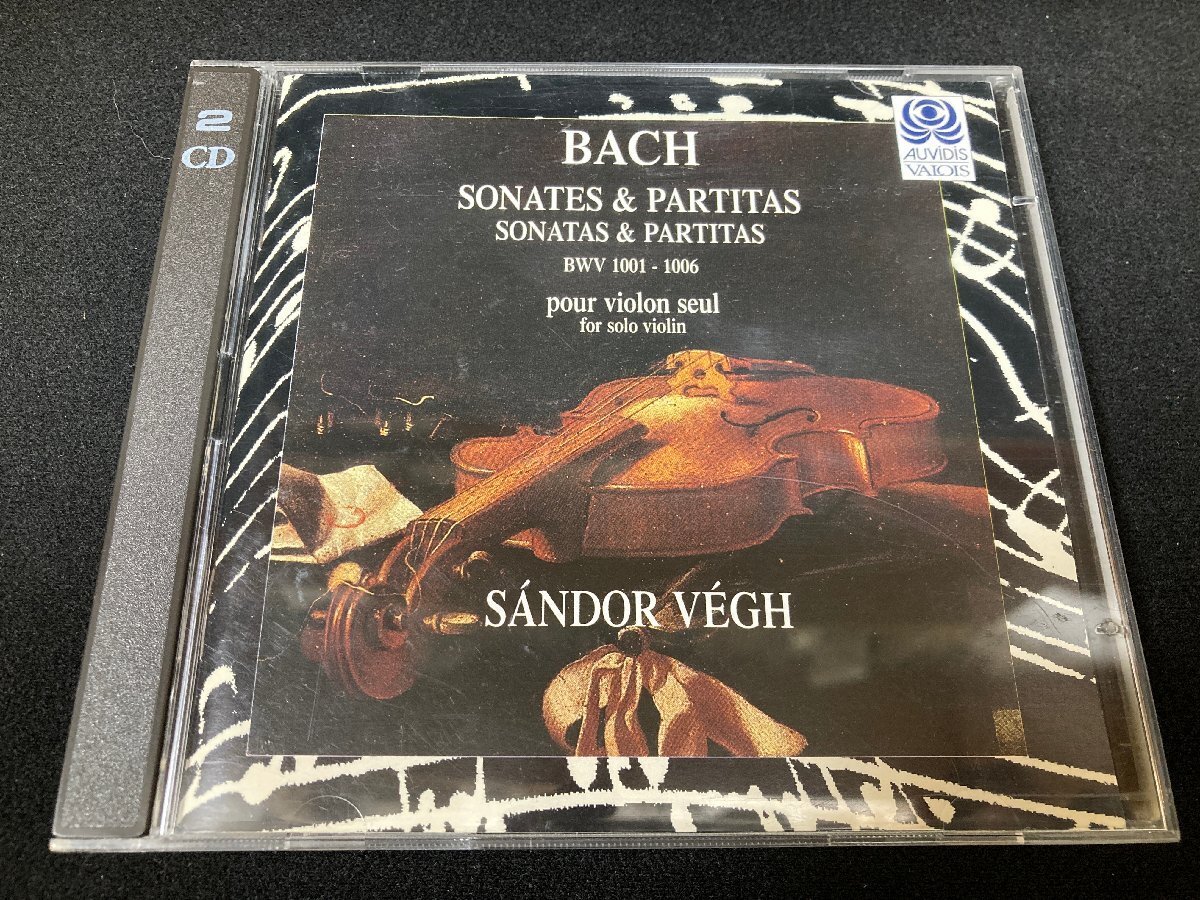 2
CD
BACH
AUVIDIS
VALOIS
SONATES & PARTITAS
SONATAS & PARTITAS
BWV 1001 - 1006
pour violon seul
for solo violin
SÁNDOR VÉGH